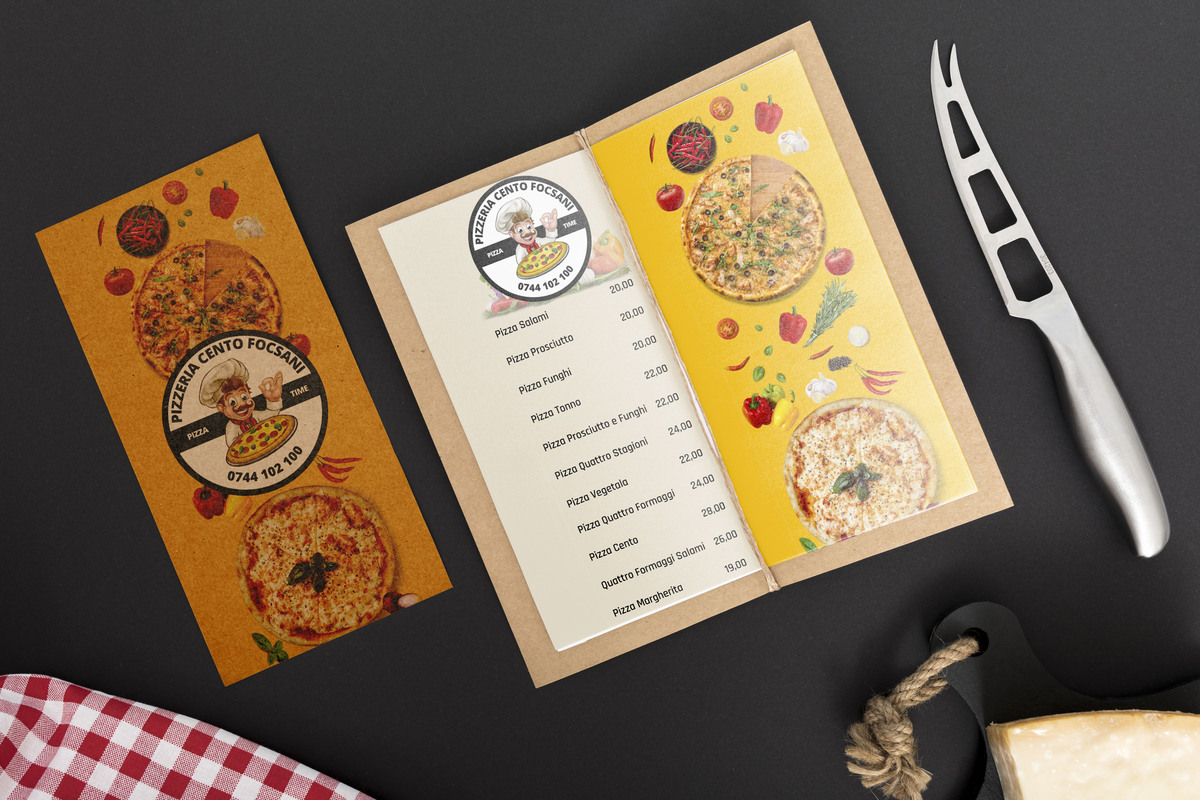 PIZZERIA CENTO FOCSANI
PIZZA TIME
0744 102 100
PIZZERIA CENTO FOCSANI
PIZZA TIME
0744 102 100
Pizza Salami 20.00
Pizza Prosciutto 20.00
Pizza Funghi 20.00
Pizza Tonno 22.00
Pizza Prosciutto e Funghi 22.00
Pizza Quattro Stagioni 24.00
Pizza Vegetala 22.00
Pizza Quattro Formaggi 24.00
Pizza Cento 28.00
Quattro Formaggi Salami 26.00
Pizza Margherita 19.00